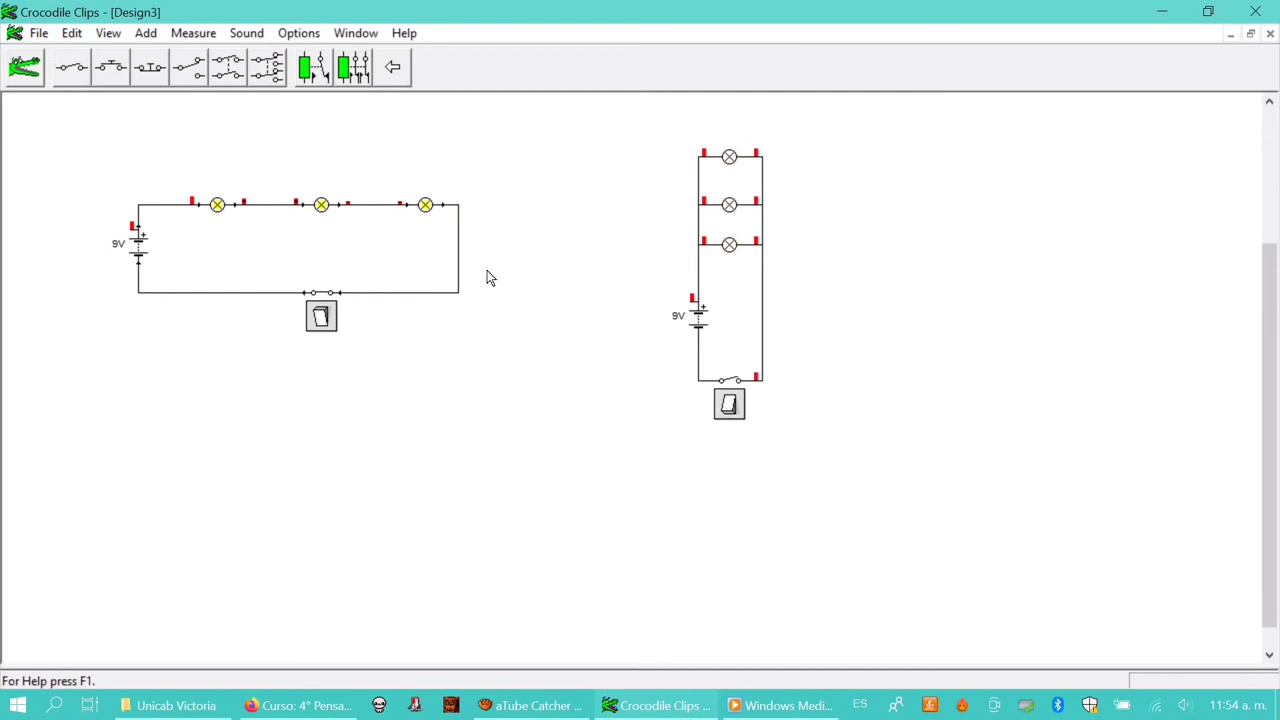 Crocodile Clips - [Design3]
File Edit View Add Measure Sound Options Window Help
9V
9V
For Help press F1.
Unicab Victoria Curso: 4° Pensa... aTube Catcher ... Crocodile Clips ... Windows Medi... ES 11:54 a. m.